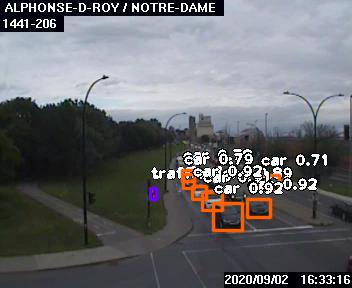 ALPHONSE-D-ROY / NOTRE-DAME
1441-206
car 0.79
car 0.71
car 0.92
car 0.92
2020/09/02 16:33:16